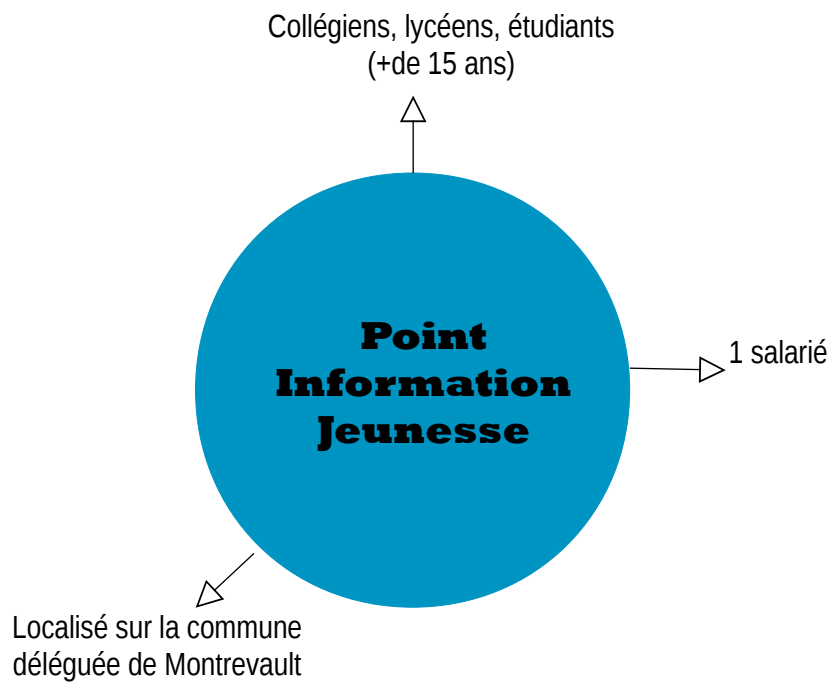 Collégiens, lycéens, étudiants
(+de 15 ans)
Point
Information
Jeunesse
1 salarié
Localisé sur la commune
déléguée de Montrevault